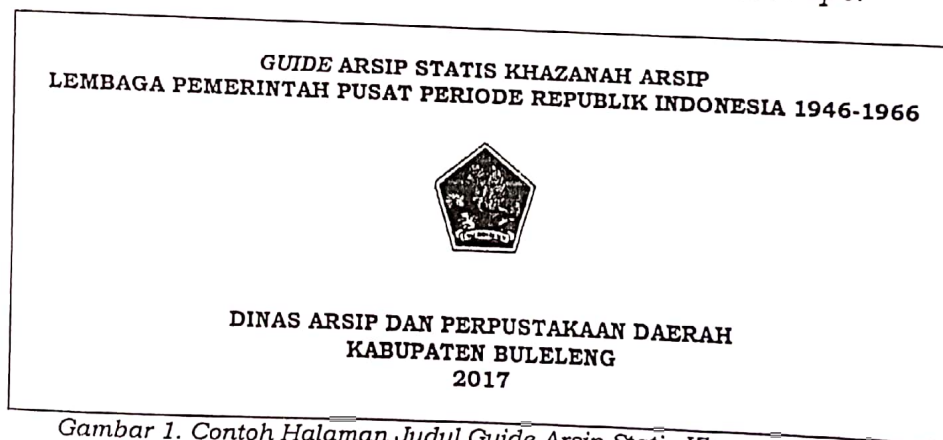 GUIDE ARSIP STATIS KHAZANAH ARSIP
LEMBAGA PEMERINTAH PUSAT PERIODE REPUBLIK INDONESIA 1946-1966
DINAS ARSIP DAN PERPUSTAKAAN DAERAH
KABUPATEN BULELENG
2017
Gambar 1. Contoh Halaman Judul Guide Arsip Statis